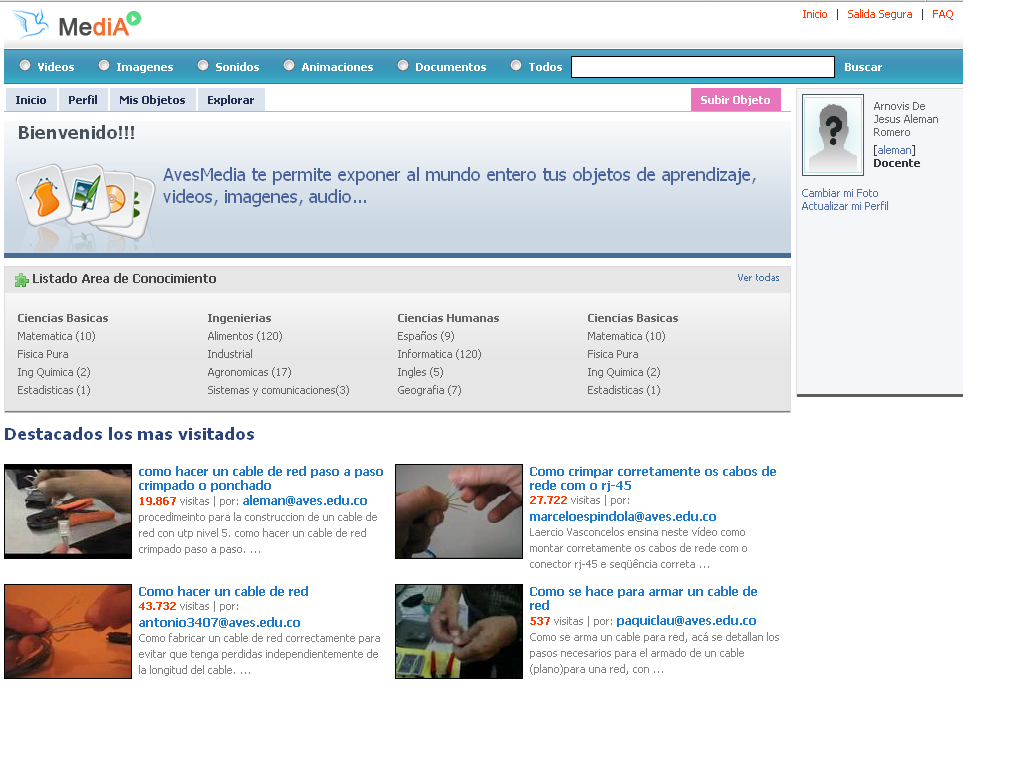 MediA
Inicio | Salida Segura | FAQ
Videos Imagenes Sonidos Animaciones Documentos Todos Buscar
Inicio Perfil Mis Objetos Explorar Subir Objeto
Bienvenido!!!
AvesMedia te permite exponer al mundo entero tus objetos de aprendizaje,
videos, imagenes, audio...
?
Arnovis De
Jesus Aleman
Romero
[aleman]
Docente
Cambiar mi Foto
Actualizar mi Perfil
Listado Area de Conocimiento Ver todas
Ciencias Basicas
Matematica (10)
Fisica Pura
Ing Quimica (2)
Estadisticas (1)
Ingenierias
Alimentos (120)
Industrial
Agronomicas (17)
Sistemas y comunicaciones(3)
Ciencias Humanas
Españos (9)
Informatica (120)
Ingles (5)
Geografia (7)
Ciencias Basicas
Matematica (10)
Fisica Pura
Ing Quimica (2)
Estadisticas (1)
Destacados los mas visitados
como hacer un cable de red paso a paso
crimpado o ponchado
19.867 visitas | por: aleman@aves.edu.co
procedimeinto para la construccion de un cable de
red con utp nivel 5. como hacer un cable de red
crimpado paso a paso. ...
Como crimpar corretamente os cabos de
rede com o rj-45
27.722 visitas | por:
marceloespindola@aves.edu.co
Laercio Vasconcelos ensina neste vídeo como
montar corretamente os cabos de rede com o
conector rj-45 e seqüência correta ...
Como hacer un cable de red
43.732 visitas | por:
antonio3407@aves.edu.co
Como fabricar un cable de red correctamente para
evitar que tenga perdidas independientemente de
la longitud del cable. ...
Como se hace para armar un cable de
red
537 visitas | por: paquiclau@aves.edu.co
Como se arma un cable para red, acá se detallan los
pasos necesarios para el armado de un cable
(plano)para una red, con ...